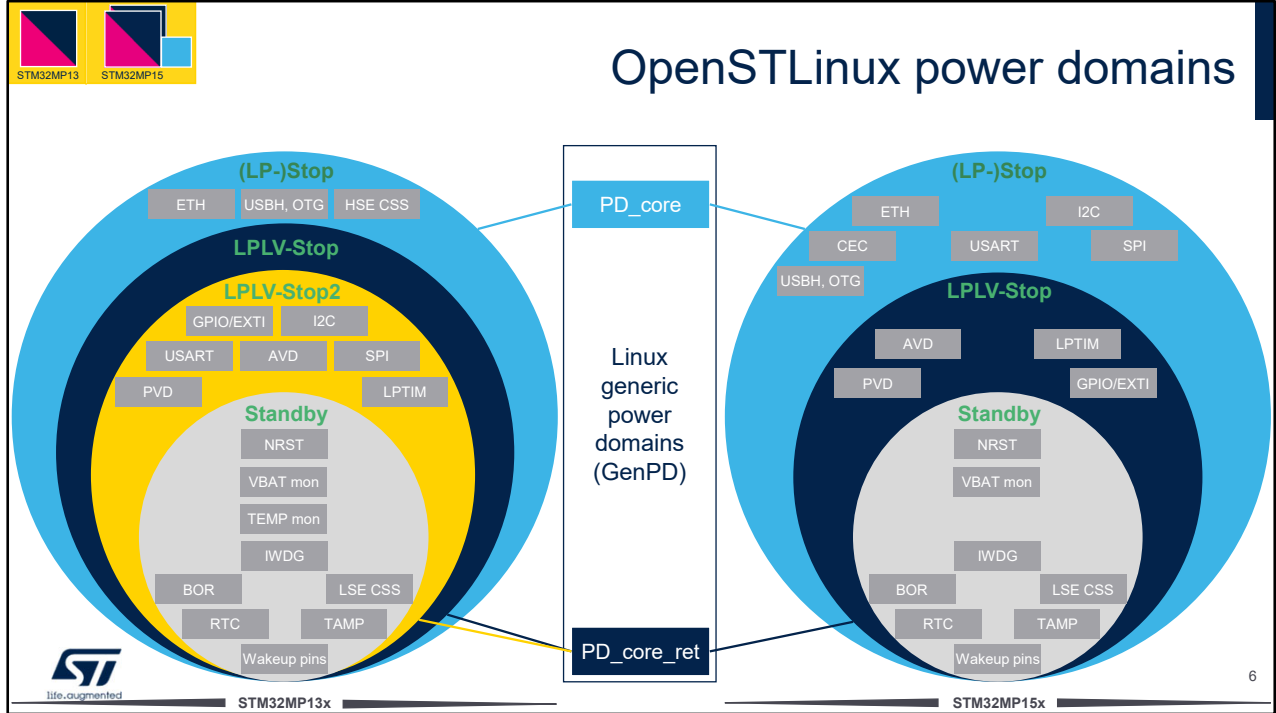 STM32MP13
STM32MP15
OpenSTLinux power domains
(LP-)Stop
ETH
USBH, OTG
HSE CSS
LPLV-Stop
LPLV-Stop2
GPIO/EXTI
I2C
USART
AVD
SPI
PVD
LPTIM
Standby
NRST
VBAT mon
TEMP mon
IWDG
BOR
LSE CSS
RTC
TAMP
Wakeup pins
PD_core
Linux
generic
power
domains
(GenPD)
PD_core_ret
(LP-)Stop
ETH
I2C
CEC
USART
SPI
USBH, OTG
LPLV-Stop
AVD
LPTIM
PVD
GPIO/EXTI
Standby
NRST
VBAT mon
IWDG
BOR
LSE CSS
RTC
TAMP
Wakeup pins
ST
life.augmented
STM32MP13x
STM32MP15x
6